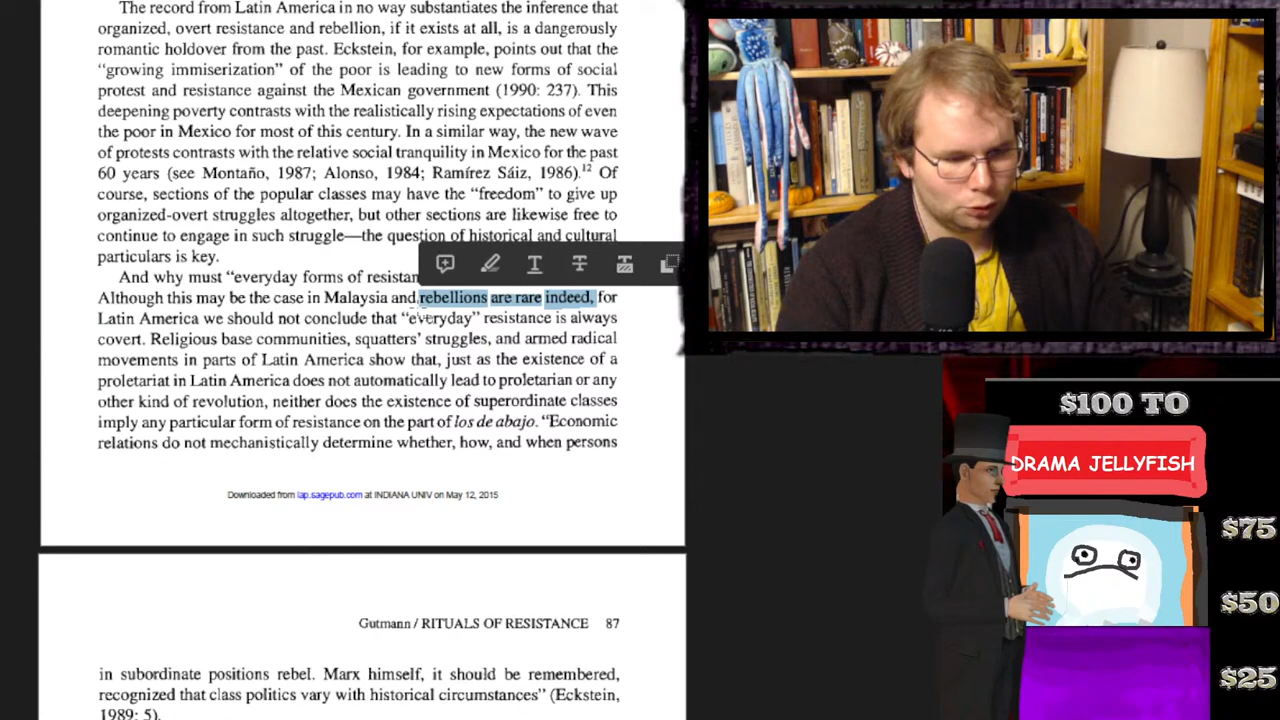 The record from Latin America in no way substantiates the inference that
organized, overt resistance and rebellion, if it exists at all, is a dangerously
romantic holdover from the past. Eckstein, for example, points out that the
“growing immiserization” of the poor is leading to new forms of social
protest and resistance against the Mexican government (1990: 237). This
deepening poverty contrasts with the realistically rising expectations of even
the poor in Mexico for most of this century. In a similar way, the new wave
of protests contrasts with the relative social tranquility in Mexico for the past
60 years (see Montaño, 1987; Alonso, 1984; Ramírez Sáiz, 1986).12 Of
course, sections of the popular classes may have the “freedom” to give up
organized-overt struggles altogether, but other sections are likewise free to
continue to engage in such struggle—the question of historical and cultural
particulars is key.
And why must “everyday forms of resistan
Although this may be the case in Malaysia and rebellions are rare indeed, for
Latin America we should not conclude that “everyday” resistance is always
covert. Religious base communities, squatters’ struggles, and armed radical
movements in parts of Latin America show that, just as the existence of a
proletariat in Latin America does not automatically lead to proletarian or any
other kind of revolution, neither does the existence of superordinate classes
imply any particular form of resistance on the part of los de abajo. “Economic
relations do not mechanistically determine whether, how, and when persons
Downloaded from lap.sagepub.com at INDIANA UNIV on May 12, 2015
Gutmann / RITUALS OF RESISTANCE 87
in subordinate positions rebel. Marx himself, it should be remembered,
recognized that class politics vary with historical circumstances” (Eckstein,
1989: 5).
$100 TO
DRAMA JELLYFISH
$75
$50
$25